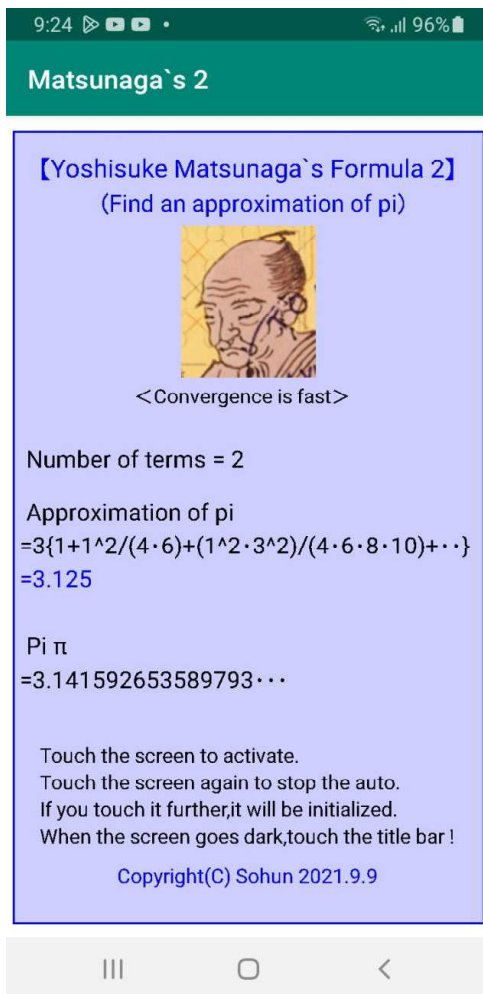 9:24 96%
Matsunaga`s 2
【Yoshisuke Matsunaga`s Formula 2】
(Find an approximation of pi)
＜Convergence is fast＞
Number of terms = 2
Approximation of pi
=3{1+1^2/(4･6)+(1^2･3^2)/(4･6･8･10)+･･}
=3.125
Pi π
=3.141592653589793･･･
Touch the screen to activate.
Touch the screen again to stop the auto.
If you touch it further,it will be initialized.
When the screen goes dark,touch the title bar !
Copyright(C) Sohun 2021.9.9